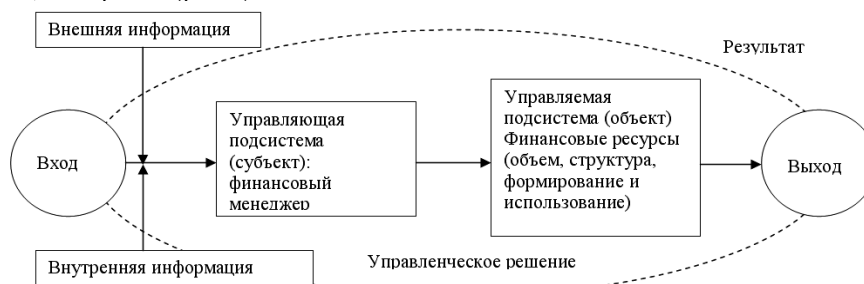 Внешняя информация
Результат
Управляющая
подсистема
(субъект):
финансовый
менеджер
Управляемая
подсистема (объект)
Финансовые ресурсы
(объем, структура,
формирование и
использование)
Вход
Выход
Внутренняя информация
Управленческое решение